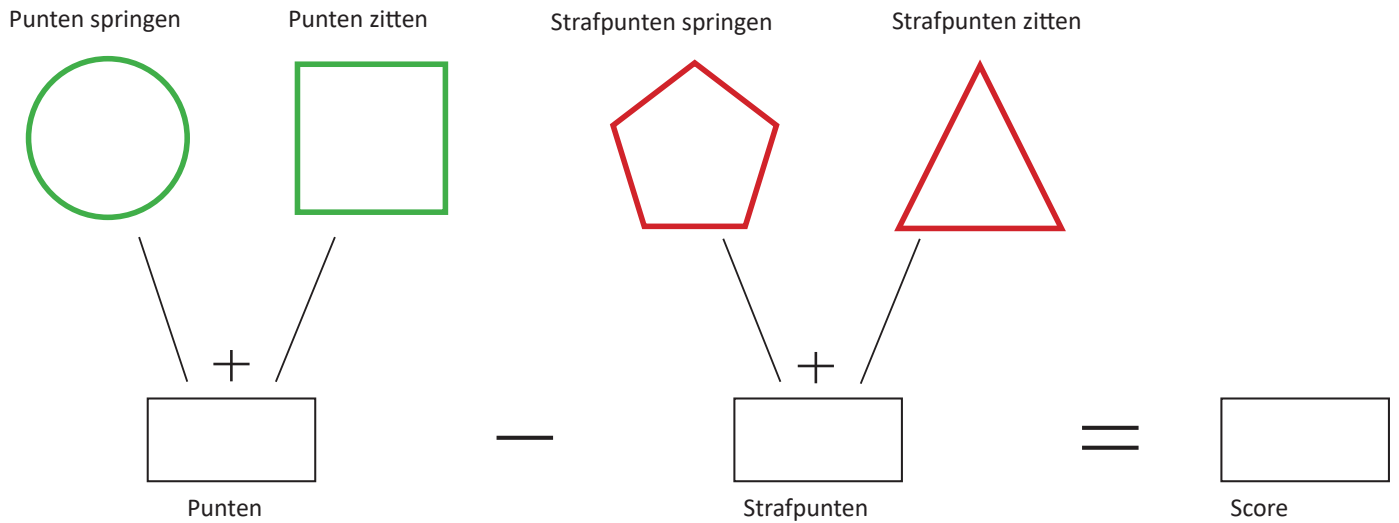 Punten springen
Punten zitten
Strafpunten springen
Strafpunten zitten
+
+
—
=
Punten
Strafpunten
Score